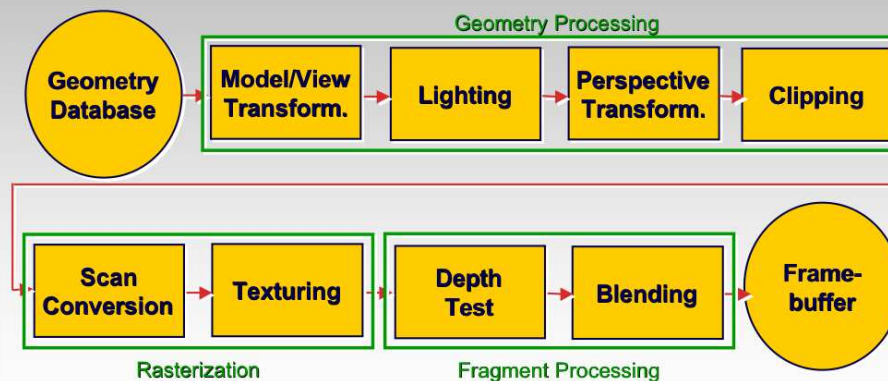 Geometry Processing
Geometry
Database
Model/View
Transform.
Lighting
Perspective
Transform.
Clipping
Scan
Conversion
Texturing
Depth
Test
Blending
Frame-
buffer
Rasterization
Fragment Processing